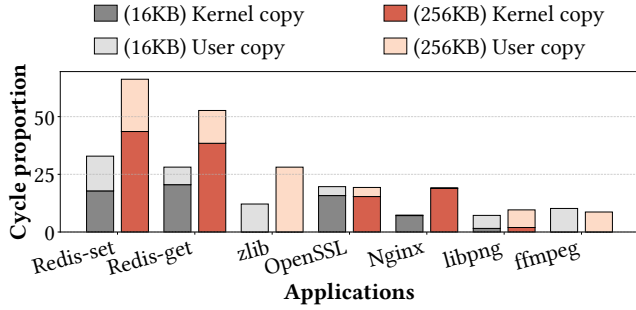 (16KB) Kernel copy (256KB) Kernel copy
(16KB) User copy (256KB) User copy
Cycle proportion
50
25
0
Redis-set Redis-get zlib OpenSSL Nginx libpng ffmpeg
Applications